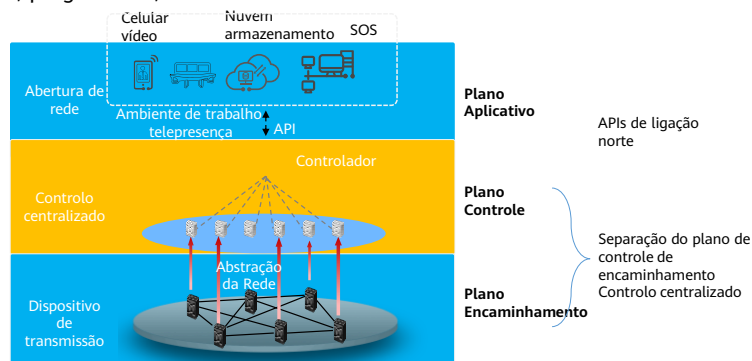 Celular
vídeo
Nuvem
armazenamento
SOS
Abertura de
rede
Ambiente de trabalho
telepresença
API
Plano
Aplicativo
APIs de ligação
norte
Controlador
Controlo
centralizado
Plano
Controle
Separação do plano de
controle de
encaminhamento
Controlo centralizado
Abstração
da Rede
Dispositivo
de
transmissão
Plano
Encaminhamento